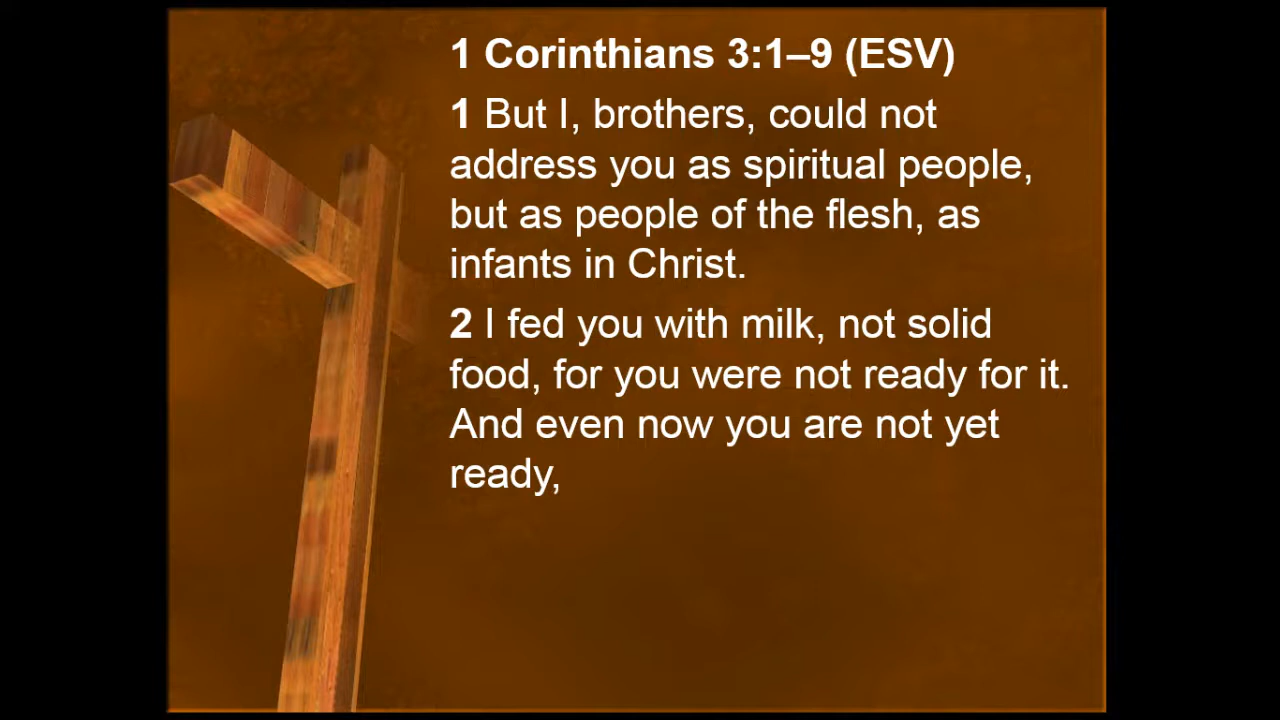 1 Corinthians 3:1–9 (ESV)
1 But I, brothers, could not
address you as spiritual people,
but as people of the flesh, as
infants in Christ.
2 I fed you with milk, not solid
food, for you were not ready for it.
And even now you are not yet
ready,